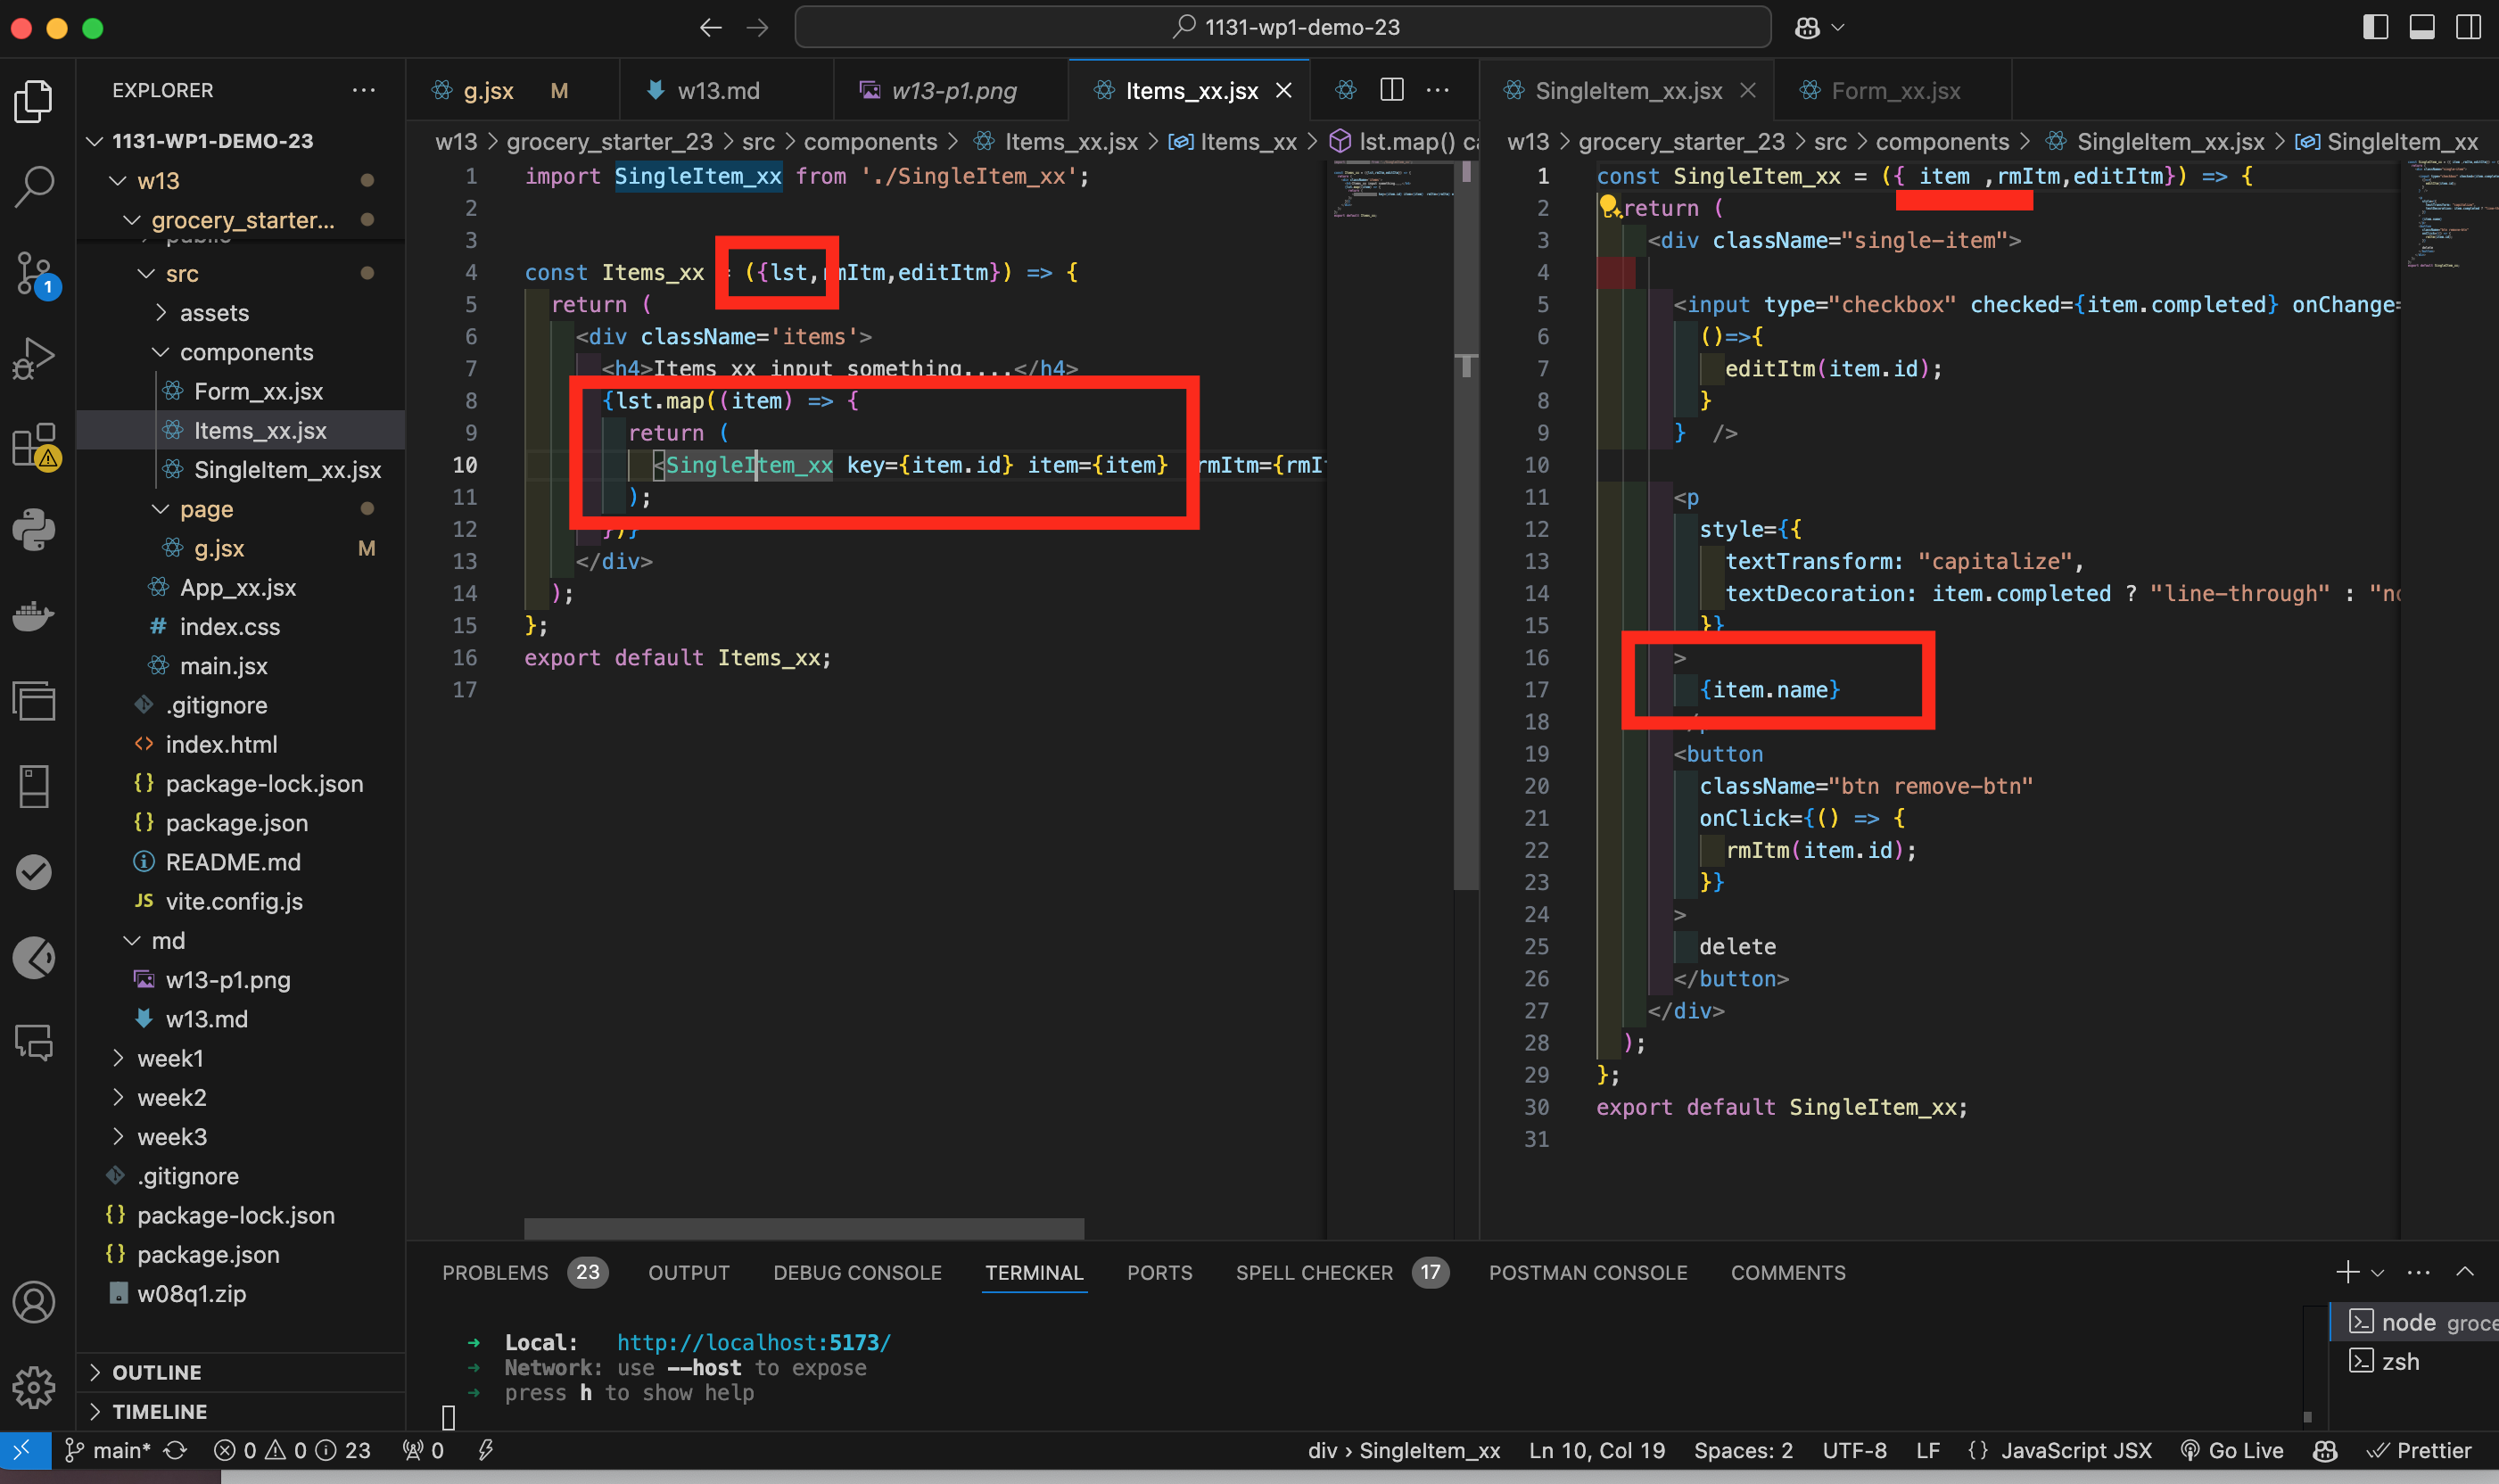 1131-wp1-demo-23
EXPLORER
1131-WP1-DEMO-23
w13
grocery_starter...
public
src
assets
components
Form_xx.jsx
Items_xx.jsx
SingleItem_xx.jsx
page
g.jsx M
App_xx.jsx
# index.css
main.jsx
.gitignore
<> index.html
{} package-lock.json
{} package.json
README.md
JS vite.config.js
md
w13-p1.png
w13.md
week1
week2
week3
.gitignore
{} package-lock.json
{} package.json
w08q1.zip
OUTLINE
TIMELINE
1
g.jsx M
w13.md
w13-p1.png
Items_xx.jsx
w13 > grocery_starter_23 > src > components > Items_xx.jsx > Items_xx > lst.map()
1 import SingleItem_xx from './SingleItem_xx';
2
3
4 const Items_xx = ({lst,rmItm,editItm}) => {
5 return (
6 <div className='items'>
7 <h4>Items xx input something....</h4>
8 {lst.map((item) => {
9 return (
10 <SingleItem_xx key={item.id} item={item} rmItm={rmI
11 );
12 })}
13 </div>
14 );
15 };
16 export default Items_xx;
17
SingleItem_xx.jsx
Form_xx.jsx
w13 > grocery_starter_23 > src > components > SingleItem_xx.jsx > SingleItem_xx
1 const SingleItem_xx = ({ item ,rmItm,editItm}) => {
2 return (
3 <div className="single-item">
4
5 <input type="checkbox" checked={item.completed} onChange=
6 ()=>{
7 editItm(item.id);
8 }
9 } />
10
11 <p
12 style={{
13 textTransform: "capitalize",
14 textDecoration: item.completed ? "line-through" : "no
15 }}
16 >
17 {item.name}
18
19 <button
20 className="btn remove-btn"
21 onClick={() => {
22 rmItm(item.id);
23 }}
24 >
25 delete
26 </button>
27 </div>
28 );
29 };
30 export default SingleItem_xx;
31
PROBLEMS 23 OUTPUT DEBUG CONSOLE TERMINAL PORTS SPELL CHECKER 17 POSTMAN CONSOLE COMMENTS
➜ Local: http://localhost:5173/
➜ Network: use --host to expose
➜ press h to show help
node groce
zsh
main* 0 0 23 0 div > SingleItem_xx Ln 10, Col 19 Spaces: 2 UTF-8 LF {} JavaScript JSX Go Live Prettier